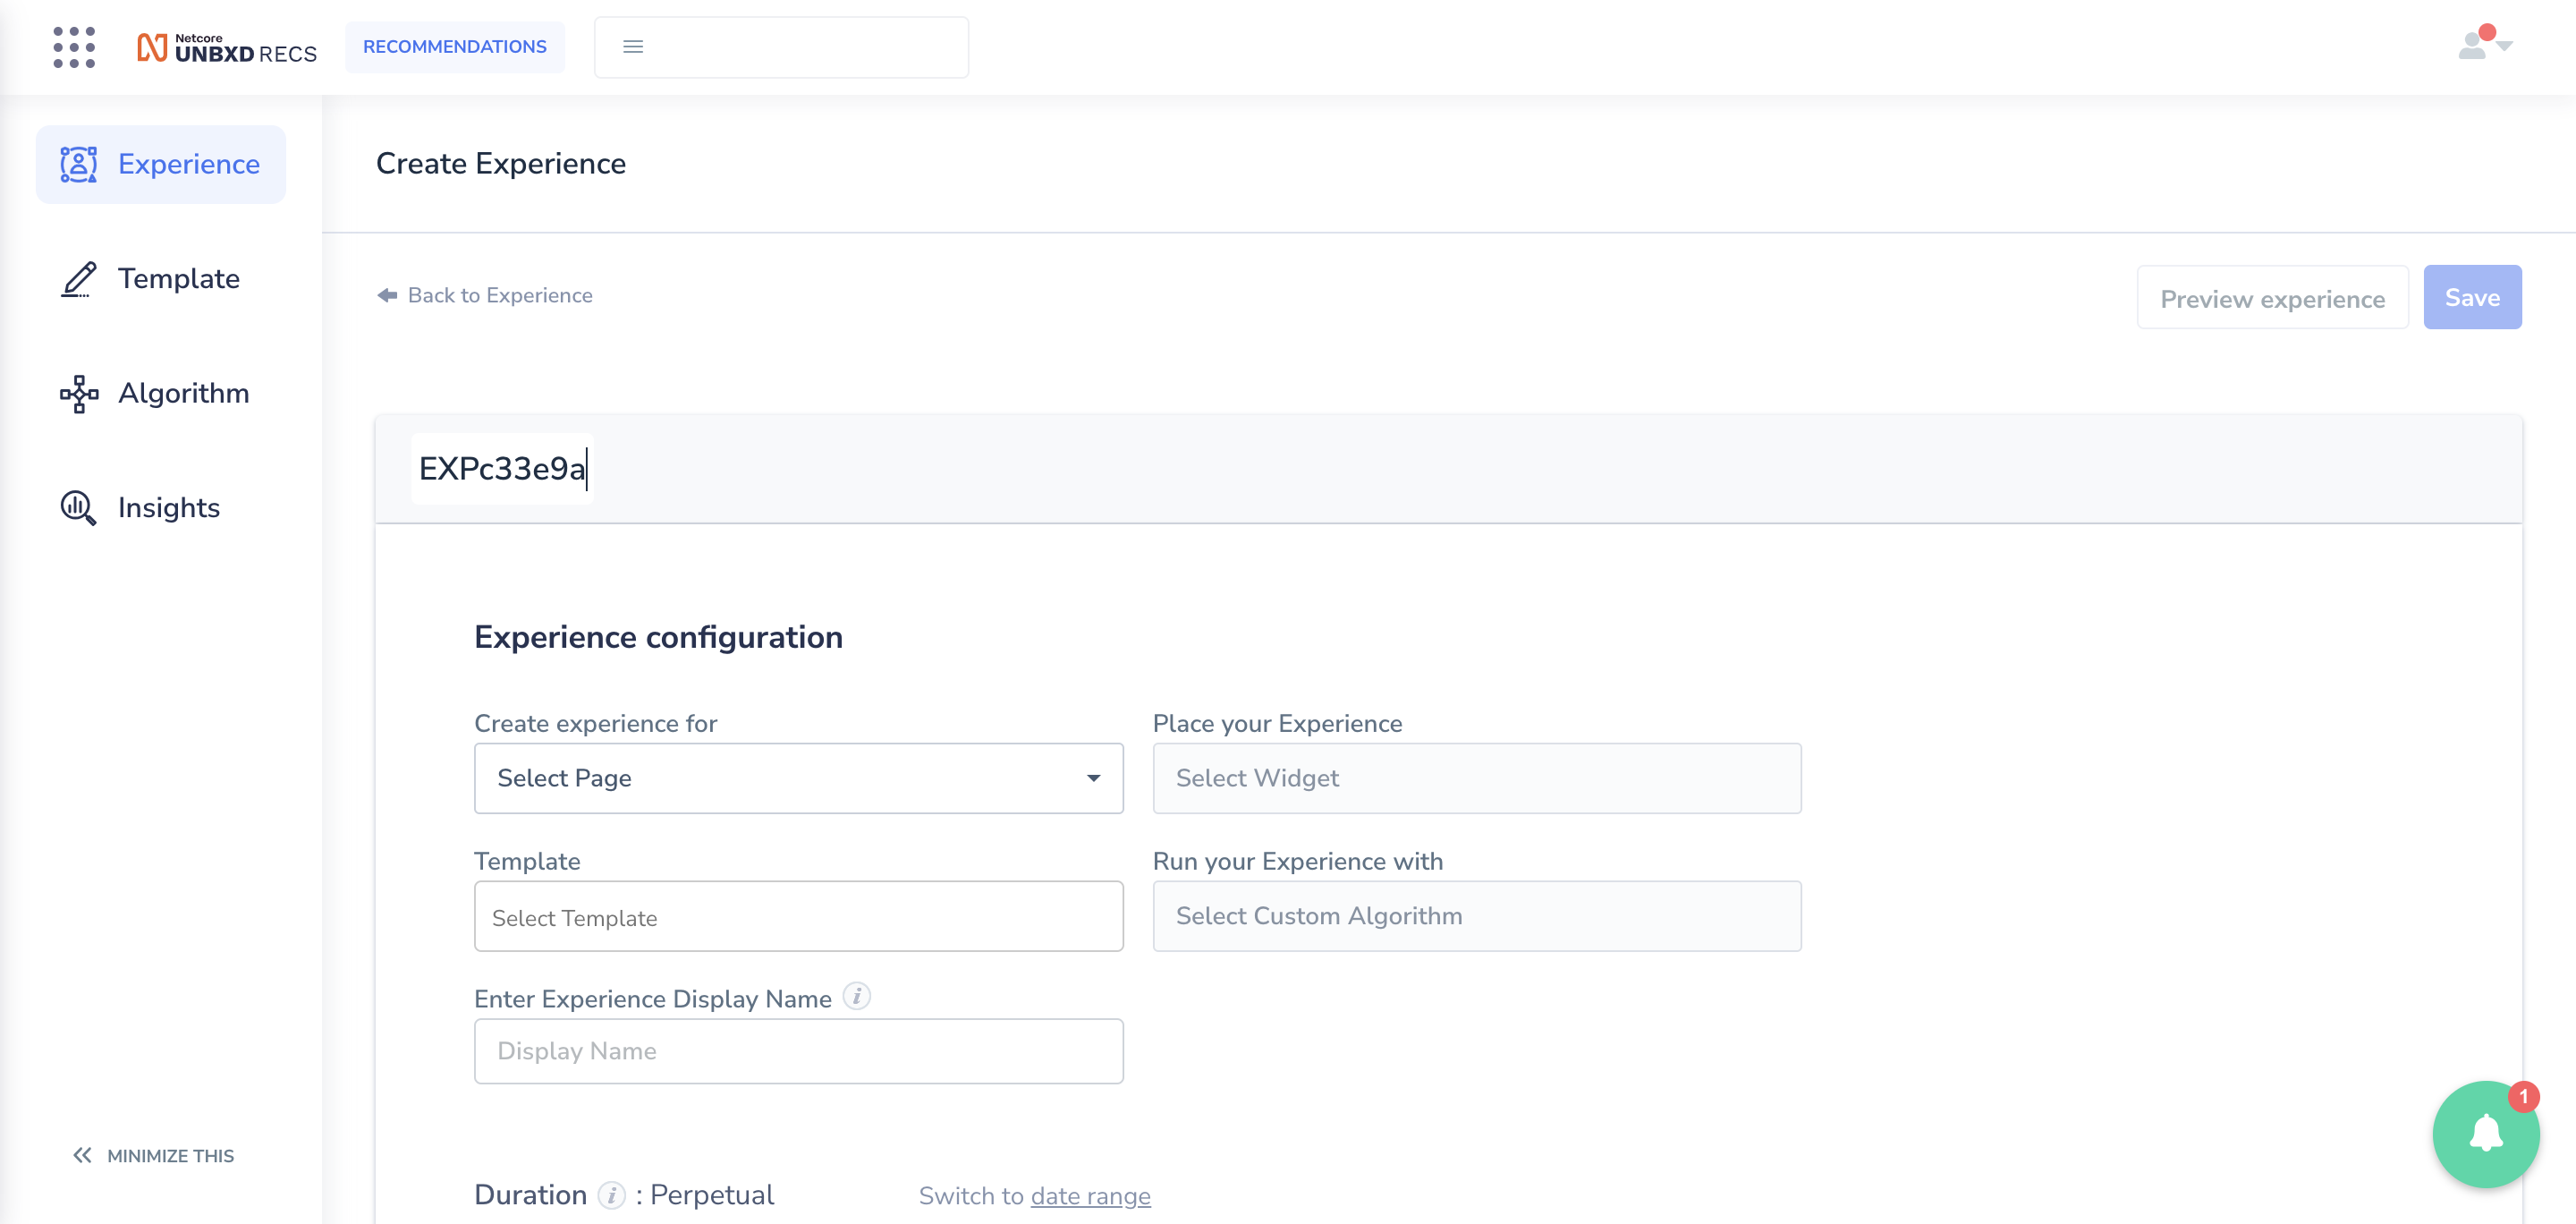 Netcore
UNBXD RECS
RECOMMENDATIONS
Experience
Template
Algorithm
Insights
MINIMIZE THIS
Create Experience
Back to Experience
Preview experience
Save
EXPc33e9a
Experience configuration
Create experience for
Select Page
Place your Experience
Select Widget
Template
Select Template
Run your Experience with
Select Custom Algorithm
Enter Experience Display Name i
Display Name
Duration i : Perpetual
Switch to date range
1